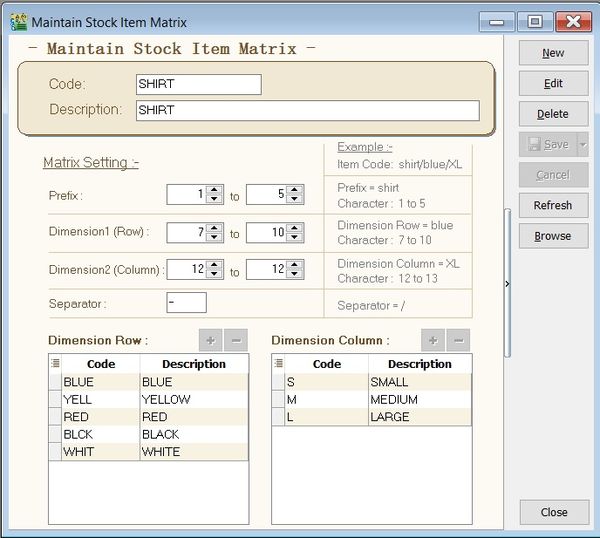 Maintain Stock Item Matrix
- Maintain Stock Item Matrix -
Code: SHIRT
Description: SHIRT
Matrix Setting :-
Prefix : 1 to 5
Dimension1 (Row) : 7 to 10
Dimension2 (Column) : 12 to 12
Separator : -
Example :-
Item Code: shirt/blue/XL
Prefix = shirt
Character : 1 to 5
Dimension Row = blue
Character : 7 to 10
Dimension Column = XL
Character : 12 to 13
Separator = /
Dimension Row : + -
Code Description
BLUE BLUE
YELL YELLOW
RED RED
BLCK BLACK
WHIT WHITE
Dimension Column : + -
Code Description
S SMALL
M MEDIUM
L LARGE
New
Edit
Delete
Save
Cancel
Refresh
Browse
Close